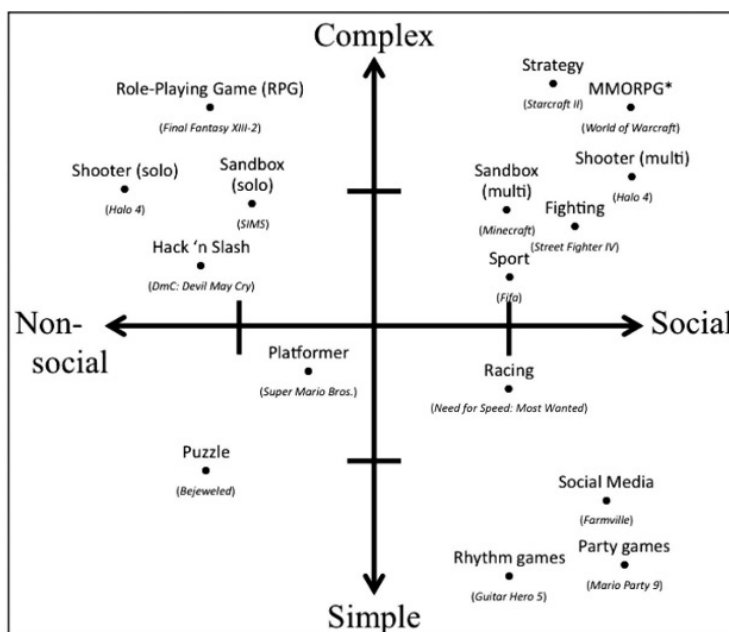 Complex
Role-Playing Game (RPG)
(Final Fantasy XIII-2)
Strategy
(Starcraft II)
MMORPG*
(World of Warcraft)
Shooter (solo)
(Halo 4)
Sandbox
(solo)
(SIMS)
Sandbox
(multi)
(Minecraft)
Shooter (multi)
(Halo 4)
Fighting
(Street Fighter IV)
Hack ‘n Slash
(DmC: Devil May Cry)
Sport
(Fifa)
Non-
social
Social
Platformer
(Super Mario Bros.)
Racing
(Need for Speed: Most Wanted)
Puzzle
(Bejeweled)
Social Media
(Farmville)
Rhythm games
(Guitar Hero 5)
Party games
(Mario Party 9)
Simple